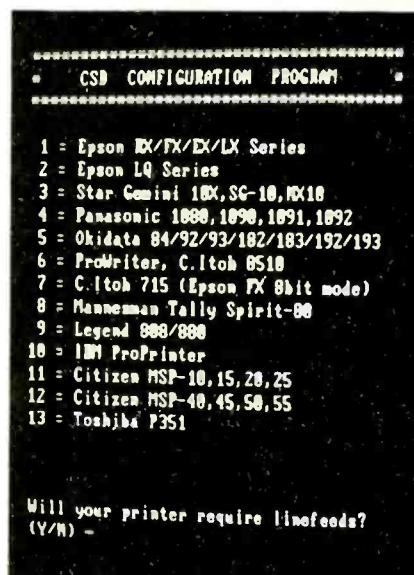 ****************************************
* CSD CONFIGURATION PROGRAM *
****************************************
1 = Epson RX/FX/EX/LX Series
2 = Epson LQ Series
3 = Star Gemini 10X,SG-10,NX10
4 = Panasonic 1080,1090,1091,1092
5 = Okidata 84/92/93/182/183/192/193
6 = ProWriter, C.Itoh 8510
7 = C.Itoh 715 (Epson FX 8bit mode)
8 = Mannesman Tally Spirit-80
9 = Legend 808/880
10 = IBM ProPrinter
11 = Citizen MSP-10,15,20,25
12 = Citizen MSP-40,45,50,55
13 = Toshiba P351
Will your printer require linefeeds?
(Y/N) -